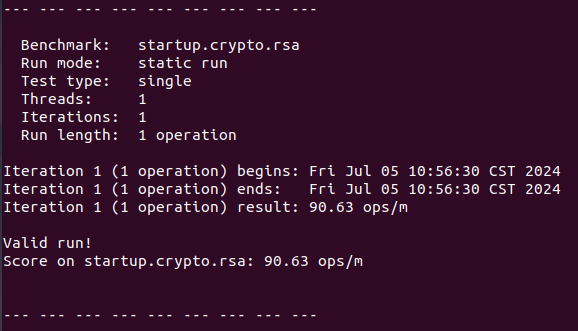 --- --- --- --- --- --- --- --- ---
Benchmark: startup.crypto.rsa
Run mode: static run
Test type: single
Threads: 1
Iterations: 1
Run length: 1 operation
Iteration 1 (1 operation) begins: Fri Jul 05 10:56:30 CST 2024
Iteration 1 (1 operation) ends: Fri Jul 05 10:56:30 CST 2024
Iteration 1 (1 operation) result: 90.63 ops/m
Valid run!
Score on startup.crypto.rsa: 90.63 ops/m
--- --- --- --- --- --- --- --- ---